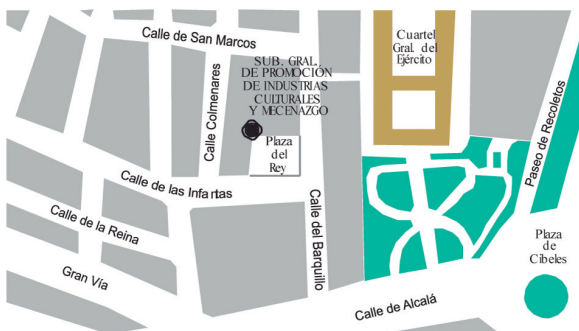 Calle de San Marcos
Cuartel
Gral. del
Ejército
SUB. GRAL.
DE PROMOCIÓN
DE INDUSTRIAS
CULTURALES
Y MECENAZGO
Calle Colmenares
Plaza
del
Rey
Paseo de Recoletos
Calle de las Infantas
Calle de la Reina
Calle del Barquillo
Plaza
de
Cibeles
Gran Vía
Calle de Alcalá